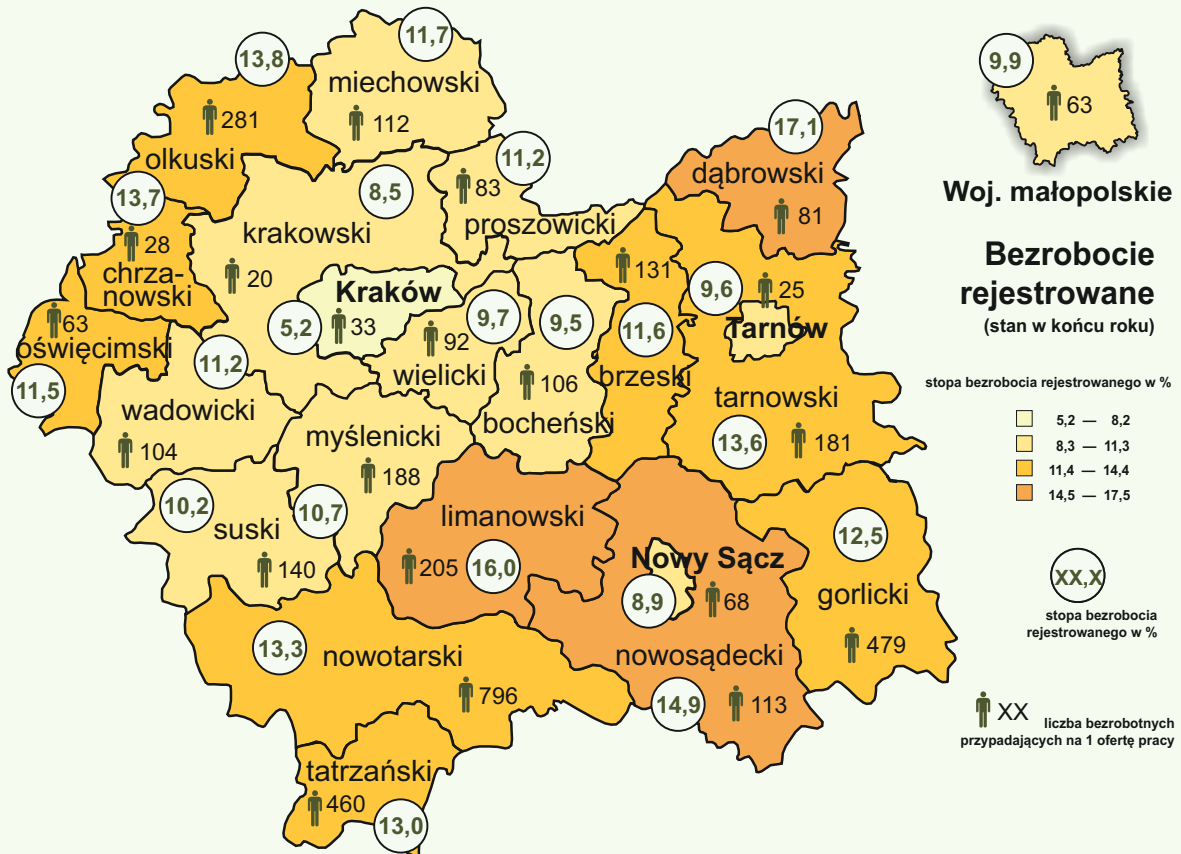 11,7
13,8
miechowski
112
281
olkuski
17,1
dąbrowski
81
11,2
83
proszowicki
8,5
krakowski
20
13,7
28
chrza-
nowski
63
oświęcimski
11,5
Kraków
5,2
33
9,7
92
wielicki
9,5
106
bocheński
131
11,6
brzeski
9,6
25
Tarnów
tarnowski
13,6
181
11,2
wadowicki
104
myślenicki
188
10,7
10,2
suski
140
limanowski
205
16,0
Nowy Sącz
8,9
68
nowosądecki
14,9
113
12,5
gorlicki
479
13,3
nowotarski
796
tatrzański
460
13,0
9,9
63
Woj. małopolskie
Bezrobocie
rejestrowane
(stan w końcu roku)
stopa bezrobocia rejestrowanego w %
5,2 — 8,2
8,3 — 11,3
11,4 — 14,4
14,5 — 17,5
XX,X
stopa bezrobocia
rejestrowanego w %
XX
liczba bezrobotnych
przypadających na 1 ofertę pracy